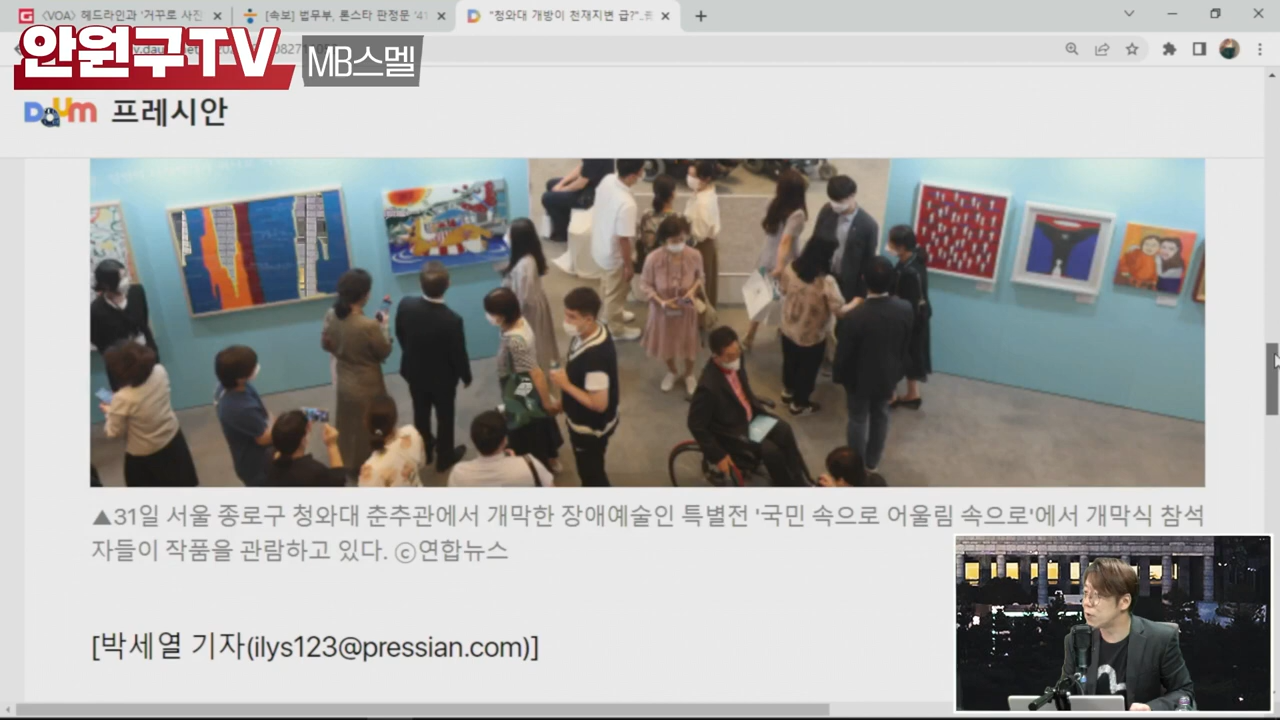 <VOA> 헤드라인과 '거꾸로 사진
[속보] 법무부, 론스타 판정문
"청와대 개방이 천재지변 급?"
안원구TV
MB스멜
Daum 프레시안
▲31일 서울 종로구 청와대 춘추관에서 개막한 장애예술인 특별전 '국민 속으로 어울림 속으로'에서 개막식 참석
자들이 작품을 관람하고 있다. ⓒ연합뉴스
[박세열 기자(ilys123@pressian.com)]